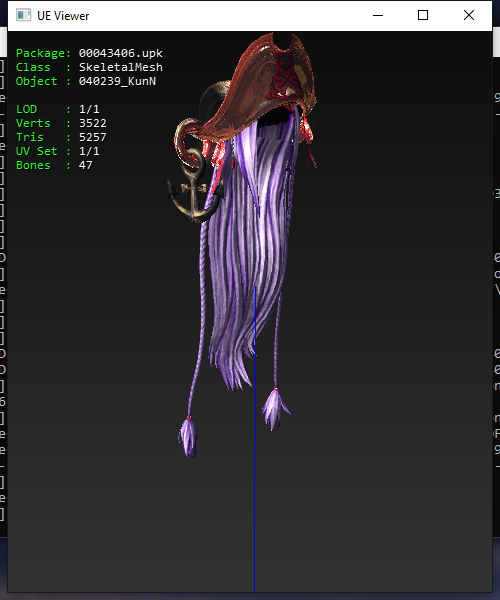 UE Viewer
Package: 00043406.upk
Class : SkeletalMesh
Object : 040239_KunN
LOD : 1/1
Verts : 3522
Tris : 5257
UV Set : 1/1
Bones : 47